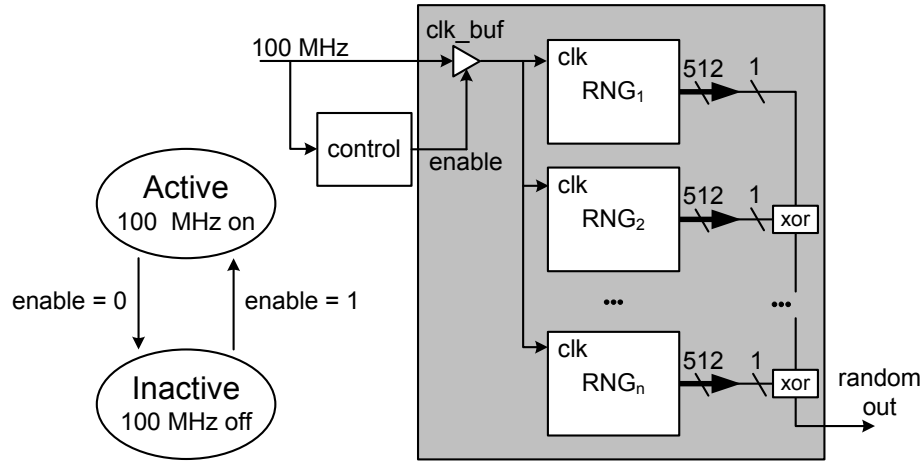 100 MHz
clk_buf
control
enable
clk
RNG₁
512
1
clk
RNG₂
512
1
xor
...
...
clk
RNGₙ
512
1
xor
random
out
Active
100 MHz on
enable = 0
enable = 1
Inactive
100 MHz off